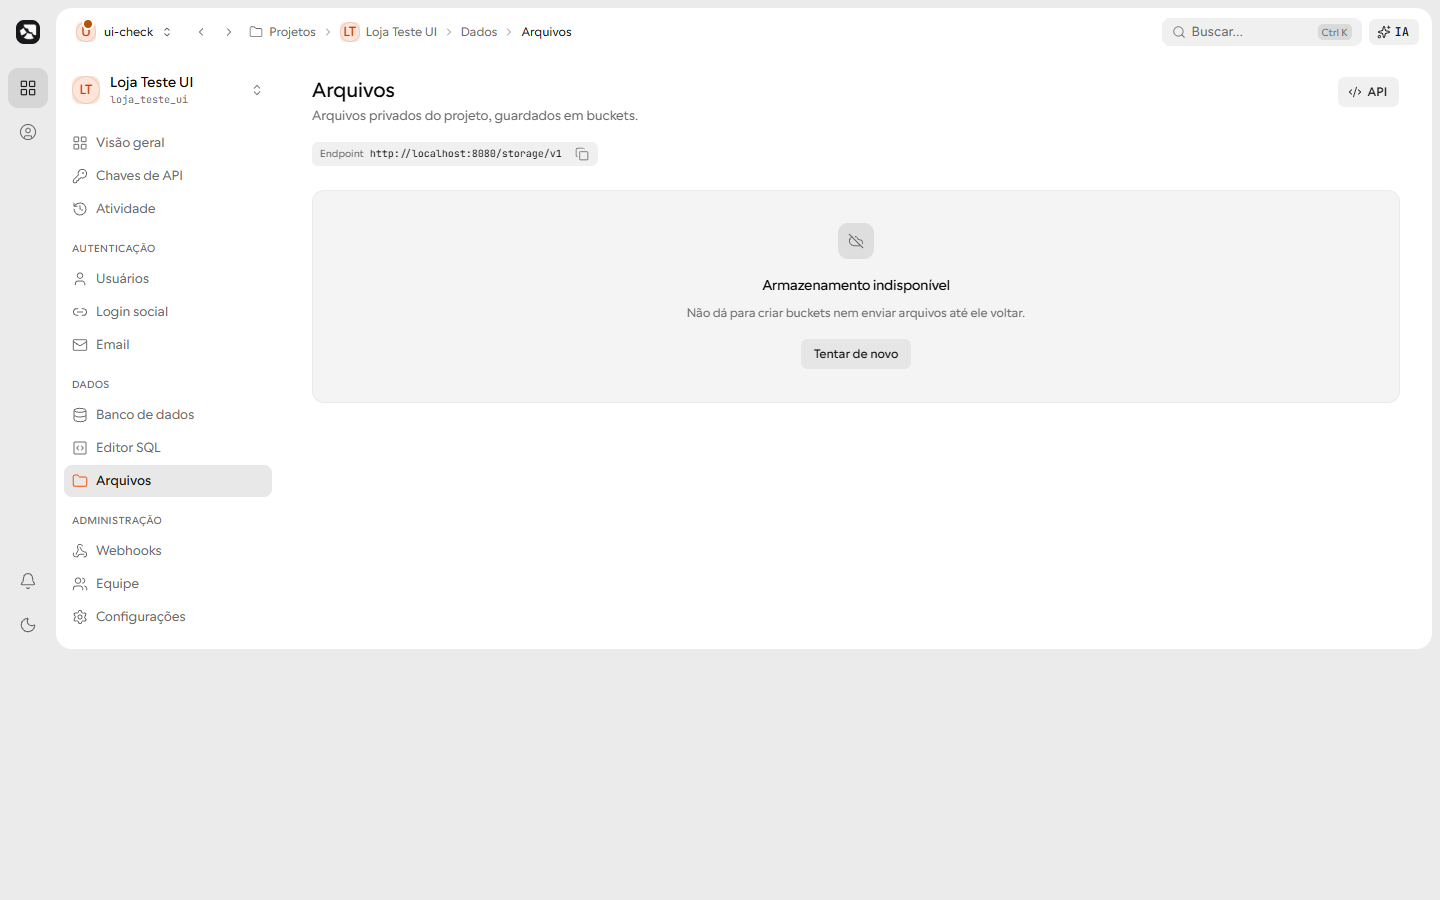 U
ui-check
Projetos
LT
Loja Teste UI
Dados
Arquivos
Buscar...
Ctrl K
IA
LT
Loja Teste UI
loja_teste_ui
Visão geral
Chaves de API
Atividade
AUTENTICAÇÃO
Usuários
Login social
Email
DADOS
Banco de dados
Editor SQL
Arquivos
ADMINISTRAÇÃO
Webhooks
Equipe
Configurações
Arquivos
API
Arquivos privados do projeto, guardados em buckets.
Endpoint http://localhost:8080/storage/v1
Armazenamento indisponível
Não dá para criar buckets nem enviar arquivos até ele voltar.
Tentar de novo